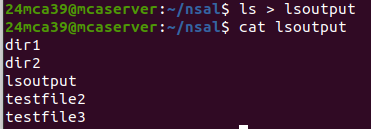 24mca39@mcaserver:~/nsal$ ls > lsoutput
24mca39@mcaserver:~/nsal$ cat lsoutput
dir1
dir2
lsoutput
testfile2
testfile3